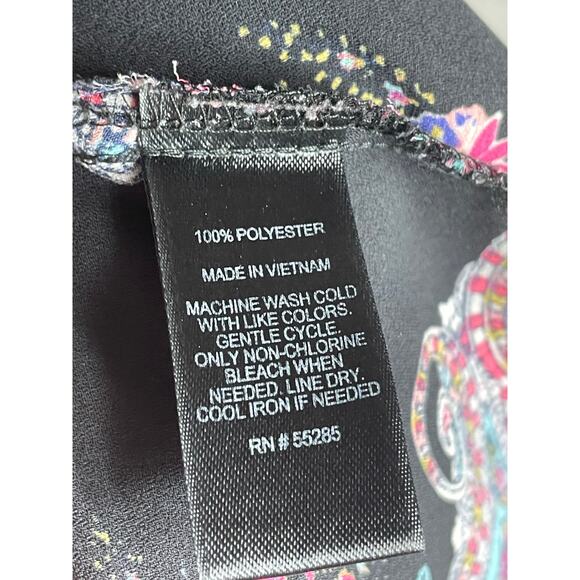 100% POLYESTER
MADE IN VIETNAM
MACHINE WASH COLD
WITH LIKE COLORS.
GENTLE CYCLE.
ONLY NON-CHLORINE
BLEACH WHEN
NEEDED. LINE DRY.
COOL IRON IF NEEDED
RN # 55285